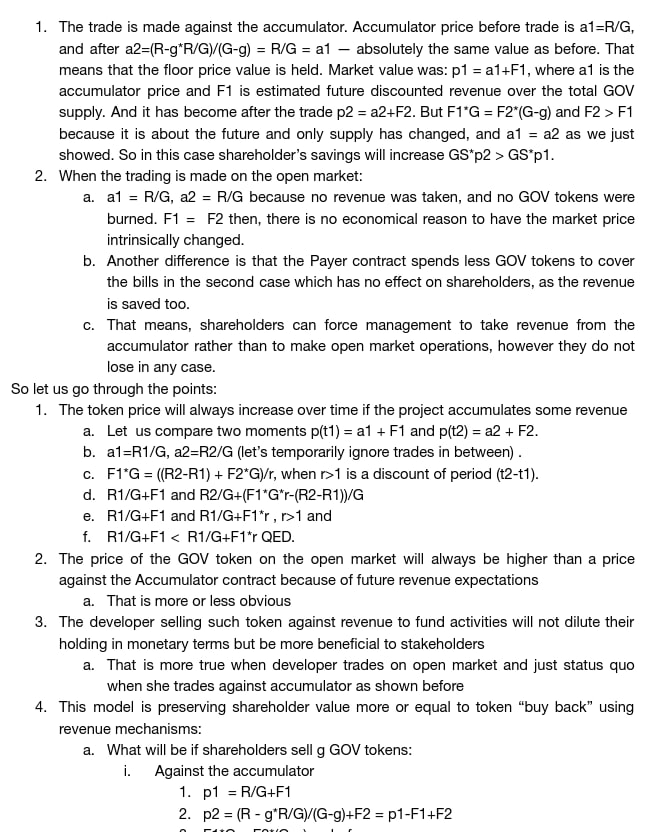 1. The trade is made against the accumulator. Accumulator price before trade is a1=R/G,
and after a2=(R-g*R/G)/(G-g) = R/G = a1 — absolutely the same value as before. That
means that the floor price value is held. Market value was: p1 = a1+F1, where a1 is the
accumulator price and F1 is estimated future discounted revenue over the total GOV
supply. And it has become after the trade p2 = a2+F2. But F1*G = F2*(G-g) and F2 > F1
because it is about the future and only supply has changed, and a1 = a2 as we just
showed. So in this case shareholder’s savings will increase GS*p2 > GS*p1.
2. When the trading is made on the open market:
a. a1 = R/G, a2 = R/G because no revenue was taken, and no GOV tokens were
burned. F1 = F2 then, there is no economical reason to have the market price
intrinsically changed.
b. Another difference is that the Payer contract spends less GOV tokens to cover
the bills in the second case which has no effect on shareholders, as the revenue
is saved too.
c. That means, shareholders can force management to take revenue from the
accumulator rather than to make open market operations, however they do not
lose in any case.
So let us go through the points:
1. The token price will always increase over time if the project accumulates some revenue
a. Let us compare two moments p(t1) = a1 + F1 and p(t2) = a2 + F2.
b. a1=R1/G, a2=R2/G (let’s temporarily ignore trades in between) .
c. F1*G = ((R2-R1) + F2*G)/r, when r>1 is a discount of period (t2-t1).
d. R1/G+F1 and R2/G+(F1*G*r-(R2-R1))/G
e. R1/G+F1 and R1/G+F1*r , r>1 and
f. R1/G+F1 < R1/G+F1*r QED.
2. The price of the GOV token on the open market will always be higher than a price
against the Accumulator contract because of future revenue expectations
a. That is more or less obvious
3. The developer selling such token against revenue to fund activities will not dilute their
holding in monetary terms but be more beneficial to stakeholders
a. That is more true when developer trades on open market and just status quo
when she trades against accumulator as shown before
4. This model is preserving shareholder value more or equal to token “buy back” using
revenue mechanisms:
a. What will be if shareholders sell g GOV tokens:
i. Against the accumulator
1. p1 = R/G+F1
2. p2 = (R - g*R/G)/(G-g)+F2 = p1-F1+F2